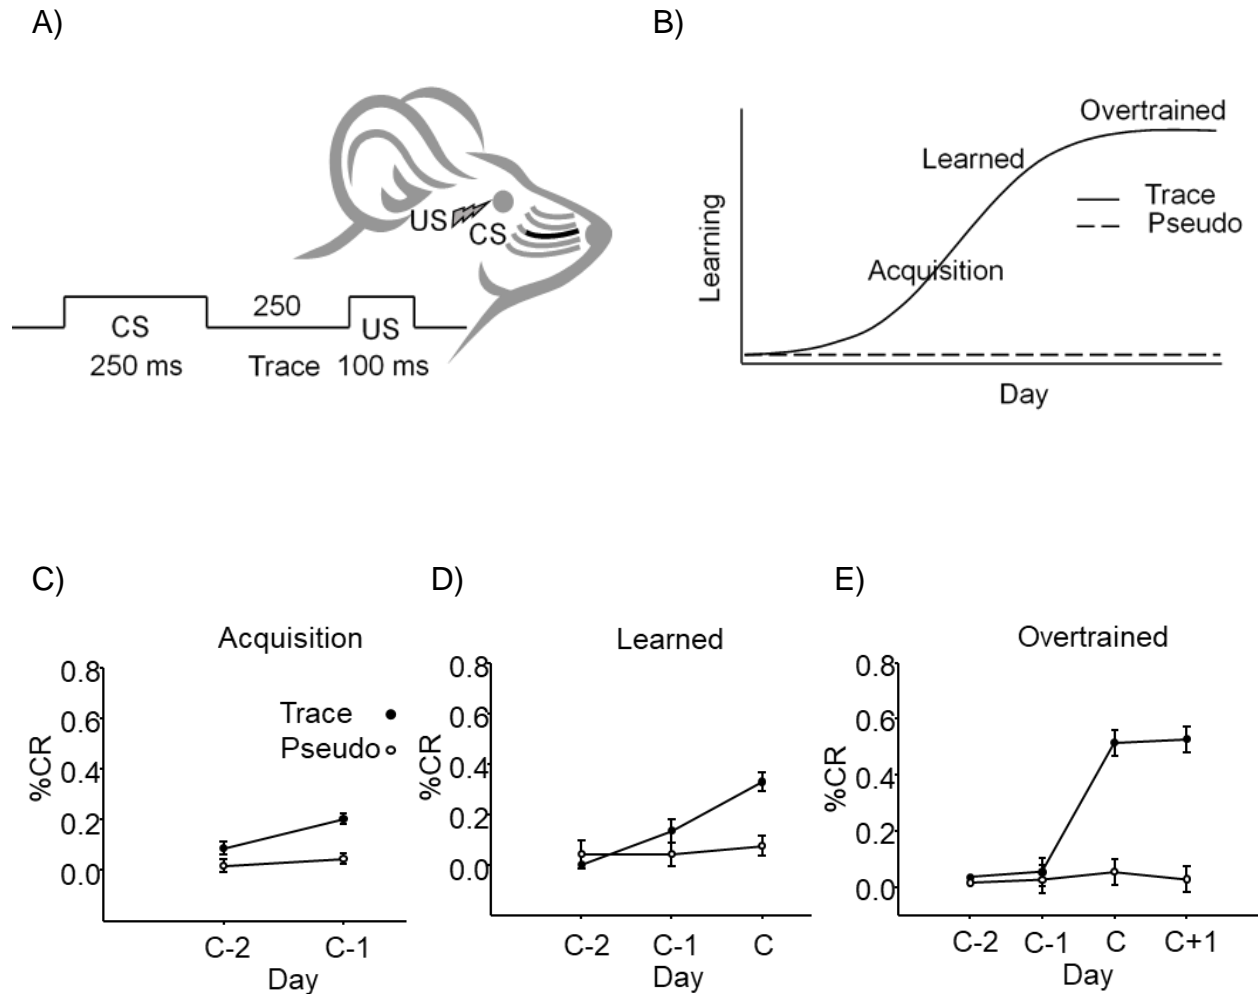 A)
US
CS
250
CS
US
250 ms
Trace
100 ms
B)
Overtrained
Learned
Trace
Pseudo
Acquisition
Learning
Day
C)
Acquisition
0.8
0.6
0.4
0.2
0.0
%CR
Trace
Pseudo
C-2
C-1
Day
D)
Learned
0.8
0.6
0.4
0.2
0.0
%CR
C-2
C-1
C
Day
E)
Overtrained
0.8
0.6
0.4
0.2
0.0
%CR
C-2
C-1
C
C+1
Day